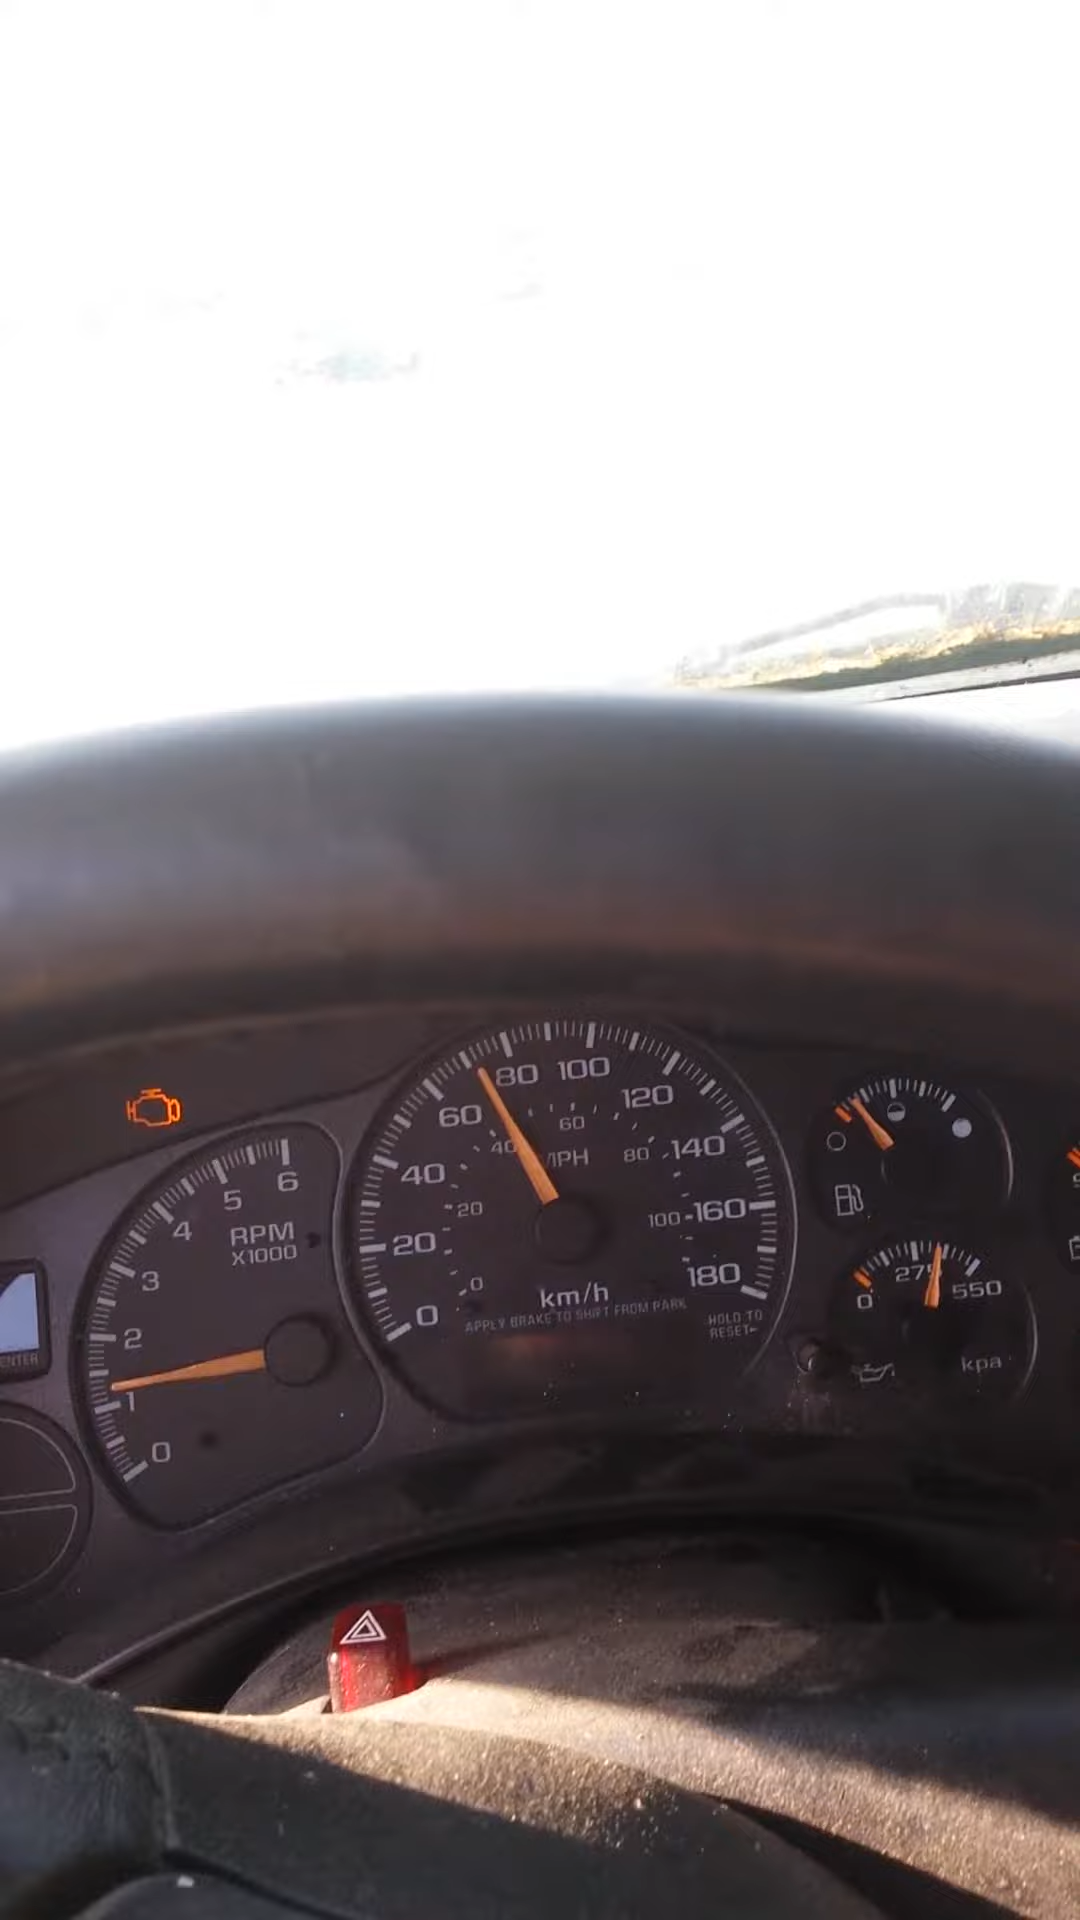 80 100
60 120
60
40 MPH 80 140
40
20 100 160
20
0 180
0
km/h
APPLY BRAKE TO SHIFT FROM PARK
HOLD TO
RESET
6
5
4
RPM
X1000
3
2
1
0
ENTER
275
0 550
kpa